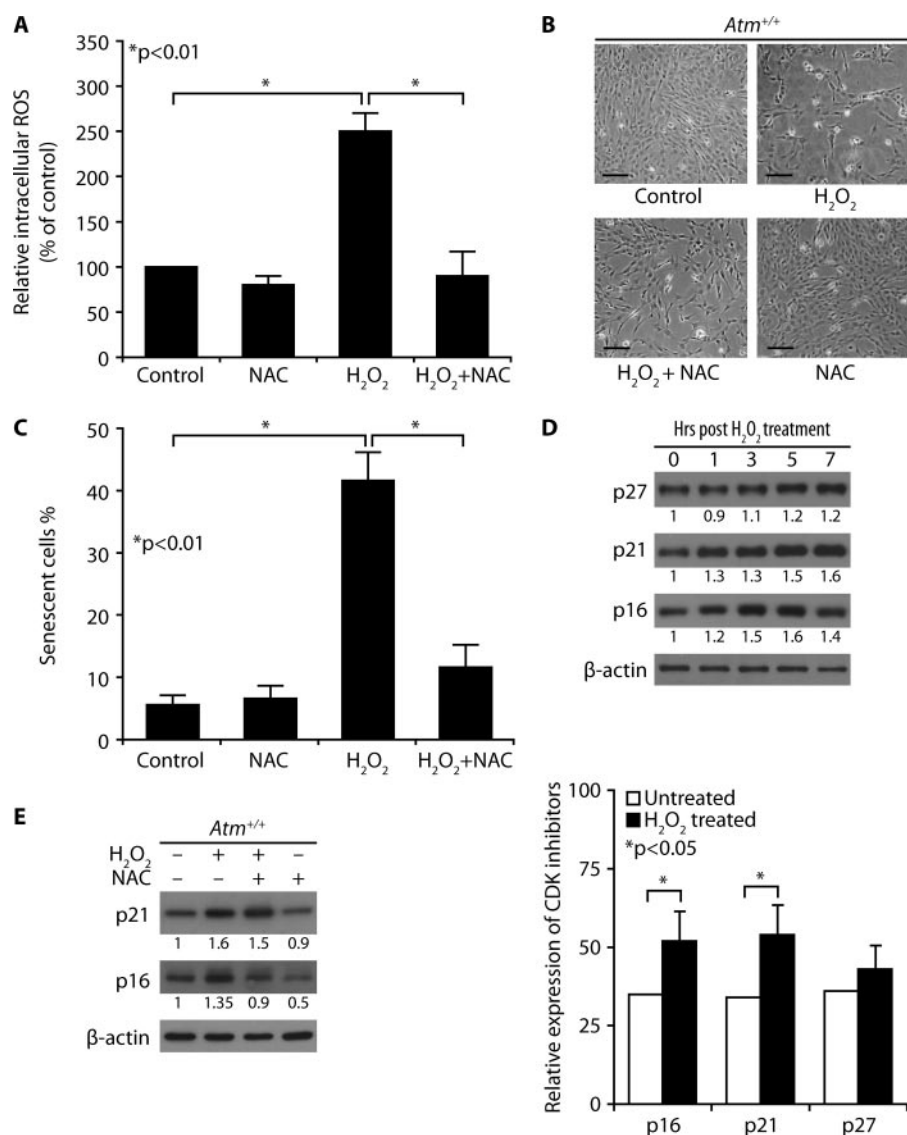 A
*p<0.01
Relative intracellular ROS
(% of control)
350
300
250
200
150
100
50
0
*
*
Control NAC H₂O₂ H₂O₂+NAC
B
Atm⁺/⁺
Control H₂O₂
H₂O₂ + NAC NAC
C
*p<0.01
Senescent cells %
50
40
30
20
10
0
*
*
Control NAC H₂O₂ H₂O₂+NAC
D
Hrs post H₂O₂ treatment
0 1 3 5 7
p27
1 0.9 1.1 1.2 1.2
p21
1 1.3 1.3 1.5 1.6
p16
1 1.2 1.5 1.6 1.4
β-actin
Relative expression of CDK inhibitors
100
75
50
25
0
Untreated
H₂O₂ treated
*p<0.05
*
*
p16 p21 p27
E
Atm⁺/⁺
H₂O₂ – + + –
NAC – – + +
p21
1 1.6 1.5 0.9
p16
1 1.35 0.9 0.5
β-actin